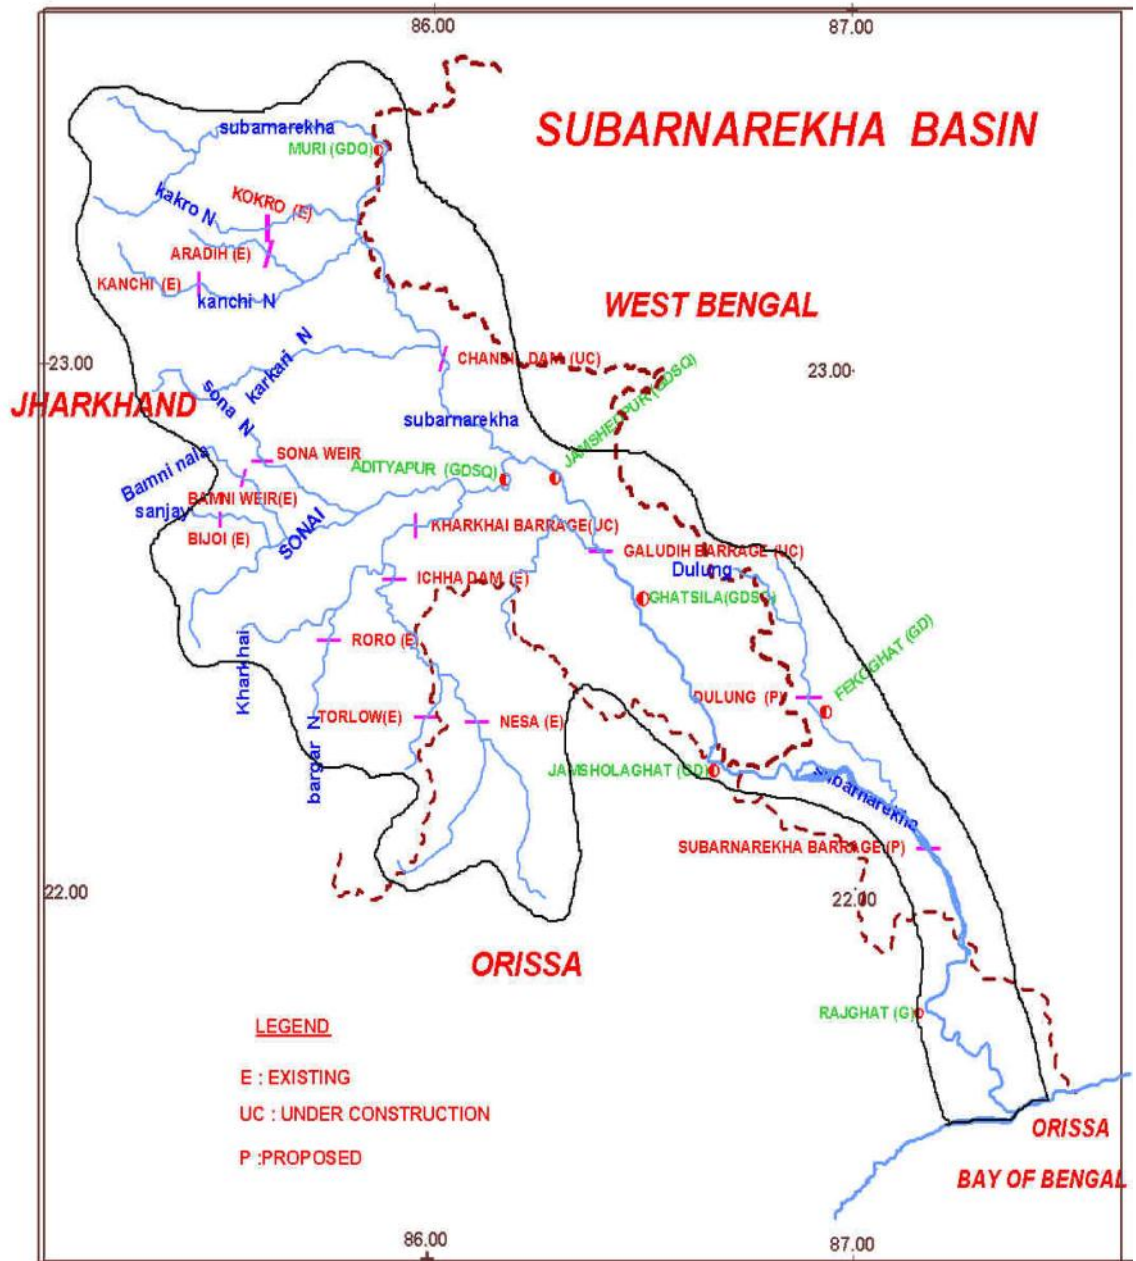 86.00
87.00
SUBARNAREKHA BASIN
subarnarekha
MURI (GDQ)
kakro N
KOKRO (E)
ARADIH (E)
KANCHI (E)
kanchi N
WEST BENGAL
karkari N
CHANDIL DAM (UC)
23.00
23.00
JHARKHAND
sona N
JAMSHEDPUR (GDSQ)
subarnarekha
SONA WEIR
ADITYAPUR (GDSQ)
Bamni nala
BAMNI WEIR(E)
sanjay
SONAI
BIJOI (E)
KHARKHAI BARRAGE(UC)
GALUDIH BARRAGE (UC)
Dulung
ICHHA DAM (E)
GHATSILA(GDSQ)
RORO (E)
Kharkhai
FEKOGHAT (GD)
DULUNG (P)
TORLOW(E)
NESA (E)
bargar N
JAMSHOLAGHAT (GD)
subarnarekha
SUBARNAREKHA BARRAGE (P)
22.00
22.00
ORISSA
RAJGHAT (G)
LEGEND
E : EXISTING
UC : UNDER CONSTRUCTION
P :PROPOSED
ORISSA
BAY OF BENGAL
86.00
87.00